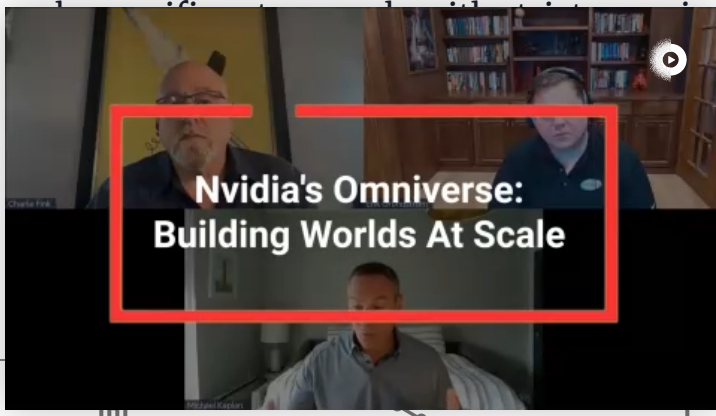 Charlie Fink
Nvidia's Omniverse:
Building Worlds At Scale
Michael Kaplan